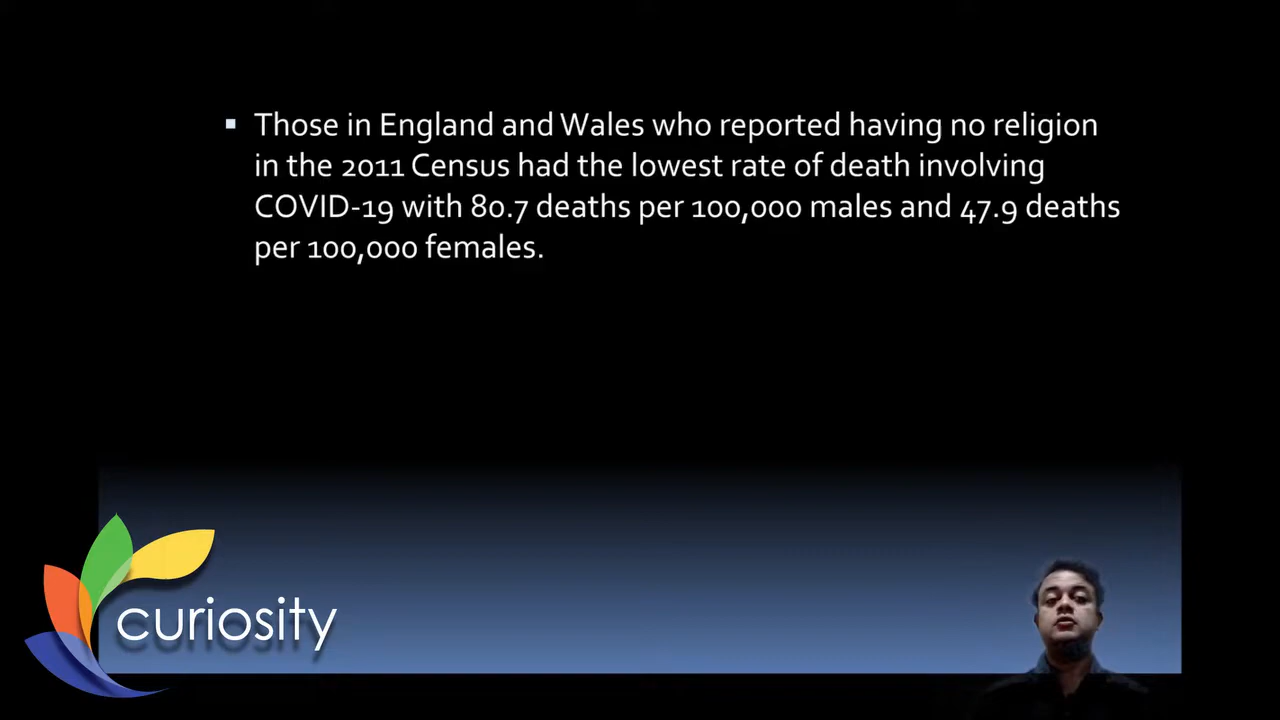 Those in England and Wales who reported having no religion
in the 2011 Census had the lowest rate of death involving
COVID-19 with 80.7 deaths per 100,000 males and 47.9 deaths
per 100,000 females.
curiosity